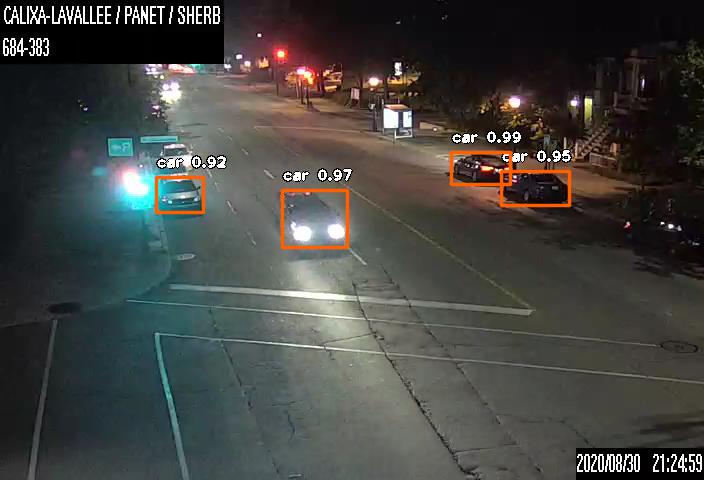 CALIXA-LAVALLEE / PANET / SHERB
684-383
car 0.99
car 0.95
car 0.92
car 0.97
2020/08/30 21:24:59